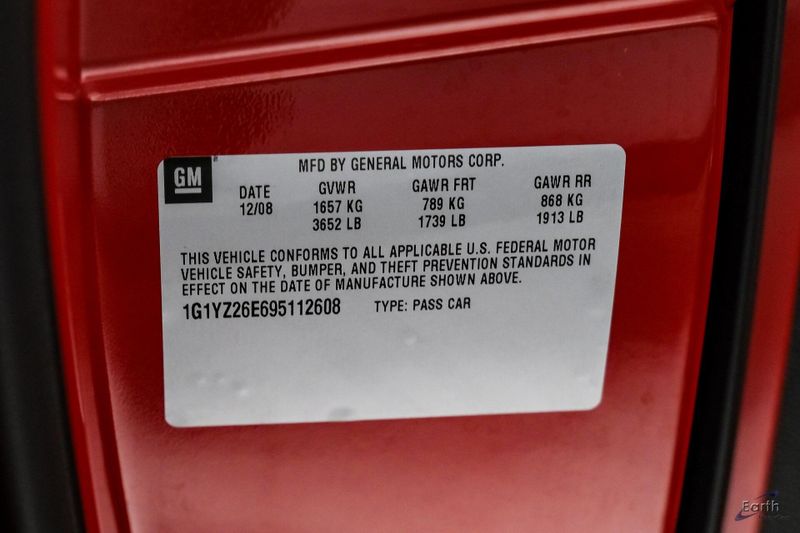 MFD BY GENERAL MOTORS CORP.
GM
DATE GVWR GAWR FRT GAWR RR
12/08 1657 KG 789 KG 868 KG
3652 LB 1739 LB 1913 LB
THIS VEHICLE CONFORMS TO ALL APPLICABLE U.S. FEDERAL MOTOR
VEHICLE SAFETY, BUMPER, AND THEFT PREVENTION STANDARDS IN
EFFECT ON THE DATE OF MANUFACTURE SHOWN ABOVE.
1G1YZ26E695112608 TYPE: PASS CAR
Earth